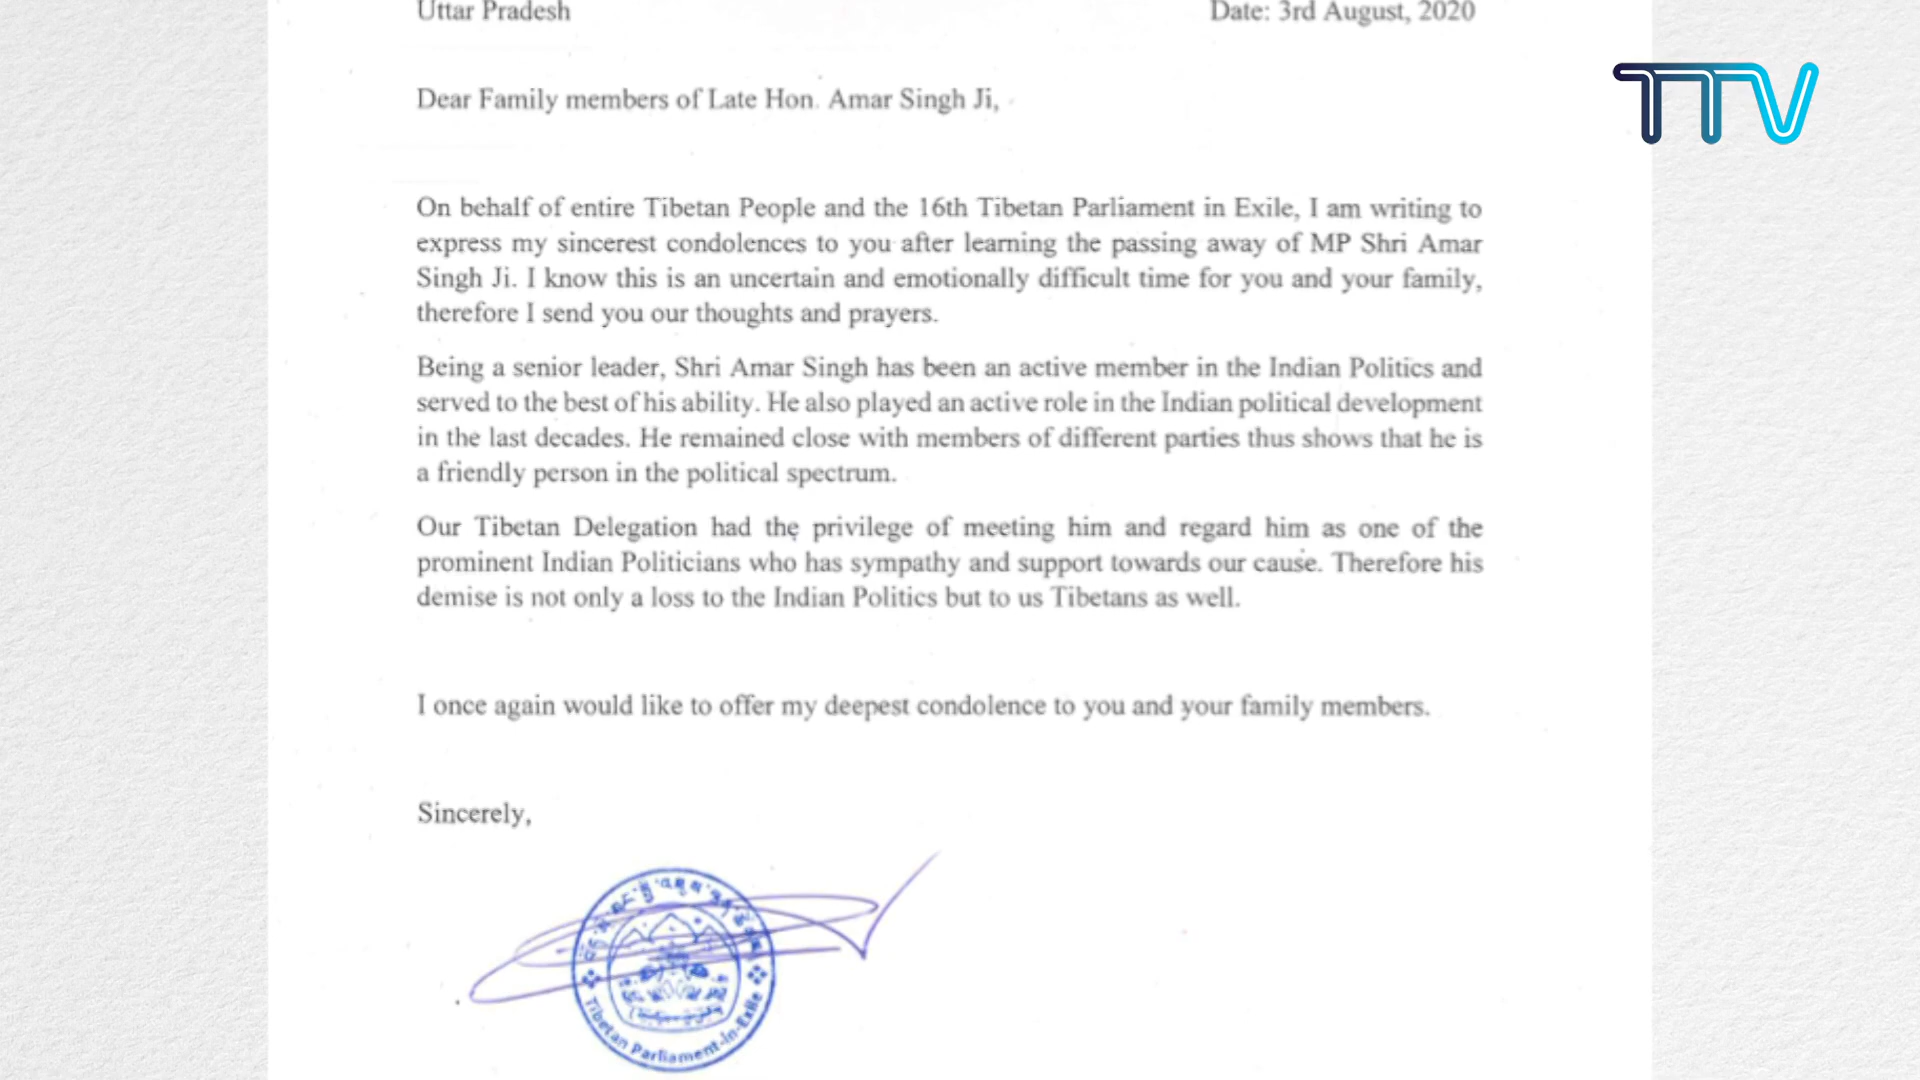 Uttar Pradesh
Date: 3rd August, 2020
TTV
Dear Family members of Late Hon. Amar Singh Ji,
On behalf of entire Tibetan People and the 16th Tibetan Parliament in Exile, I am writing to
express my sincerest condolences to you after learning the passing away of MP Shri Amar
Singh Ji. I know this is an uncertain and emotionally difficult time for you and your family,
therefore I send you our thoughts and prayers.
Being a senior leader, Shri Amar Singh has been an active member in the Indian Politics and
served to the best of his ability. He also played an active role in the Indian political development
in the last decades. He remained close with members of different parties thus shows that he is
a friendly person in the political spectrum.
Our Tibetan Delegation had the privilege of meeting him and regard him as one of the
prominent Indian Politicians who has sympathy and support towards our cause. Therefore his
demise is not only a loss to the Indian Politics but to us Tibetans as well.
I once again would like to offer my deepest condolence to you and your family members.
Sincerely,
Tibetan Parliament-in-Exile